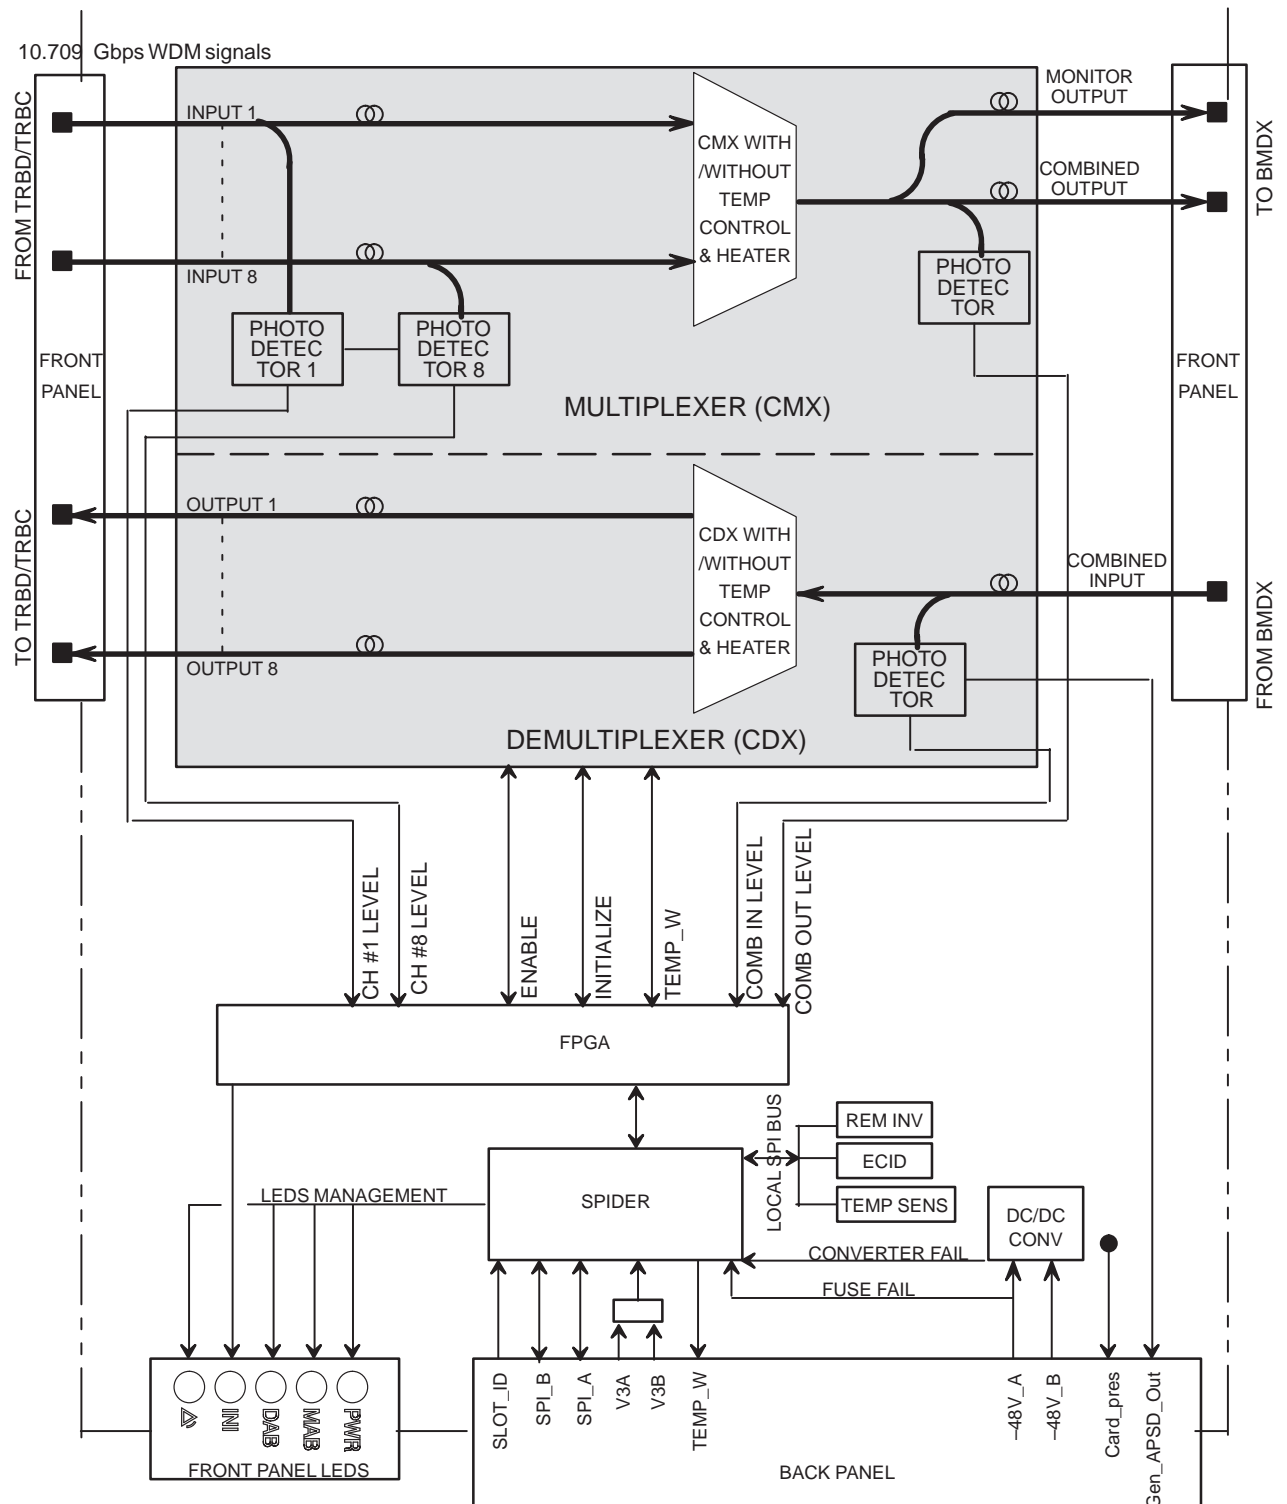 10.709 Gbps WDM signals
FROM TRBD/TRBC
INPUT 1
INPUT 8
CMX WITH
/WITHOUT
TEMP
CONTROL
& HEATER
MONITOR
OUTPUT
COMBINED
OUTPUT
TO BMDX
PHOTO
DETEC
TOR 1
PHOTO
DETEC
TOR 8
PHOTO
DETEC
TOR
FRONT
PANEL
FRONT
PANEL
MULTIPLEXER (CMX)
TO TRBD/TRBC
OUTPUT 1
OUTPUT 8
CDX WITH
/WITHOUT
TEMP
CONTROL
& HEATER
COMBINED
INPUT
FROM BMDX
PHOTO
DETEC
TOR
DEMULTIPLEXER (CDX)
CH #1 LEVEL
CH #8 LEVEL
ENABLE
INITIALIZE
TEMP_W
COMB IN LEVEL
COMB OUT LEVEL
FPGA
LOCAL SPI BUS
REM INV
ECID
TEMP SENS
SPIDER
LEDS MANAGEMENT
DC/DC
CONV
CONVERTER FAIL
FUSE FAIL
INI
DAB
MAB
PWR
FRONT PANEL LEDS
SLOT_ID
SPI_B
SPI_A
V3A
V3B
TEMP_W
–48V_A
–48V_B
Card_pres
Gen_APSD_Out
BACK PANEL